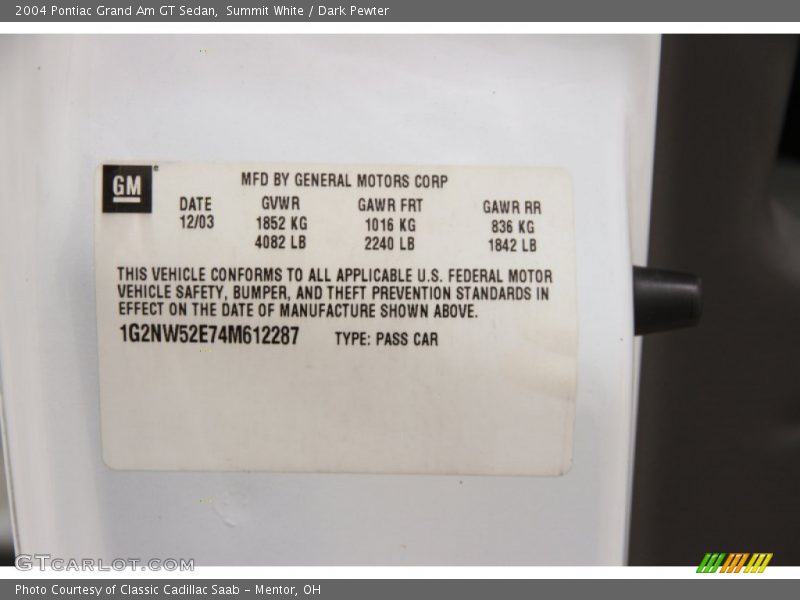 2004 Pontiac Grand Am GT Sedan,  Summit White / Dark Pewter
GM
MFD BY GENERAL MOTORS CORP
DATE GVWR GAWR FRT GAWR RR
12/03 1852 KG 1016 KG 836 KG
4082 LB 2240 LB 1842 LB
THIS VEHICLE CONFORMS TO ALL APPLICABLE U.S. FEDERAL MOTOR
VEHICLE SAFETY, BUMPER, AND THEFT PREVENTION STANDARDS IN
EFFECT ON THE DATE OF MANUFACTURE SHOWN ABOVE.
1G2NW52E74M612287 TYPE: PASS CAR
GTCARLOT.COM
Photo Courtesy of Classic Cadillac Saab - Mentor, OH